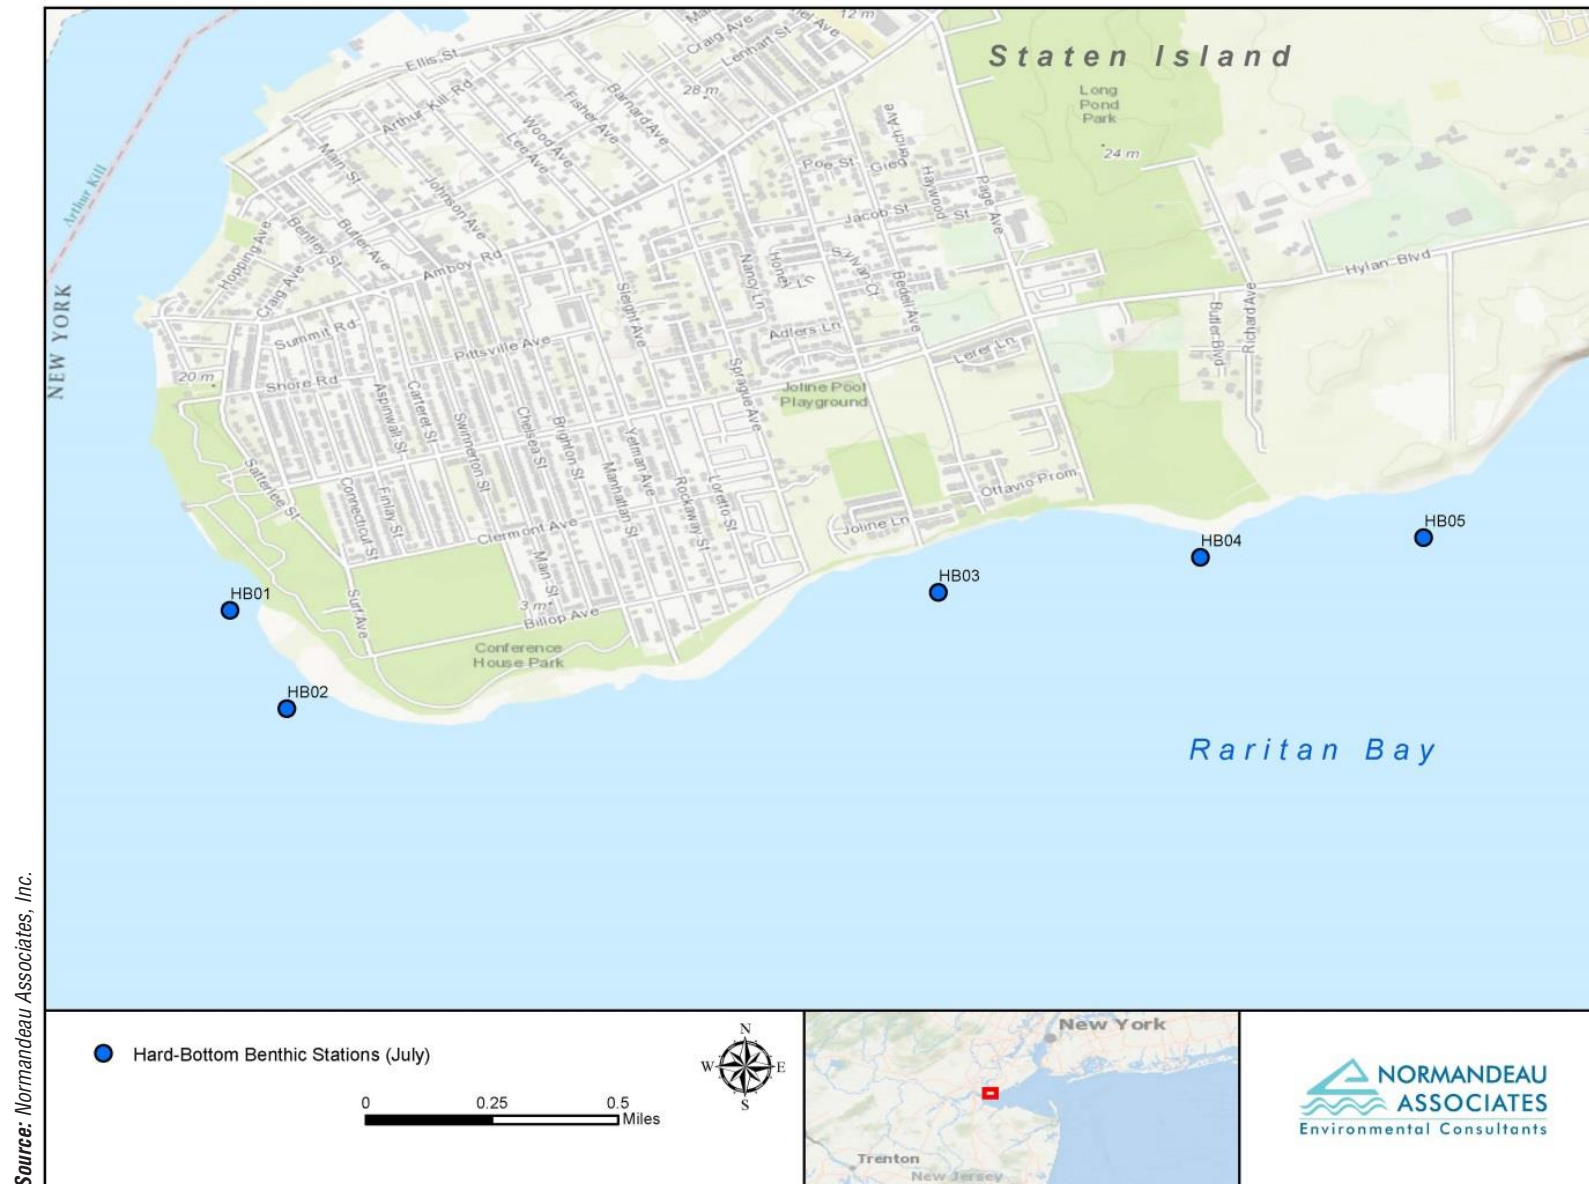 Staten Island
12 m
Craig Ave
Lenhart St
Ellis St
28 m
Arthur Kill Rd
Barnard Ave
Fisher Ave
Wood Ave
Lee Ave
Main St
Johnson Ave
Long
Pond
Park
24 m
Poe St
Haywood St
Jacob St
Page Ave
Arthur Kill
Butler Ave
Bentley St
Hopping Ave
Craig Ave
Amboy Rd
Nancy Ln
Honey Ln
Sylvan Ct
Bedell Ave
Hylan Blvd
NEW YORK
Summit Rd
Sleight Ave
Pittsville Ave
Adlers Ln
Lerer Ln
Butler Blvd
Richard Ave
20 m
Shore Rd
Aspinwall St
Carteret St
Swinnerton St
Chelsea St
Brighton St
Sprague Ave
Joline Pool
Playground
Yetman Ave
Manhattan St
Rockaway St
Loretto St
Satterlee St
Connecticut St
Finlay St
Clermont Ave
Ottavio Prom
Joline Ln
HB05
HB04
HB03
HB01
Main St
3 m
Surf Ave
Billop Ave
Conference
House Park
HB02
Raritan Bay
Source: Normandeau Associates, Inc.
Hard-Bottom Benthic Stations (July)
0 0.25 0.5
Miles
N
W E
S
New York
Trenton
New Jersey
NORMANDEAU
ASSOCIATES
Environmental Consultants